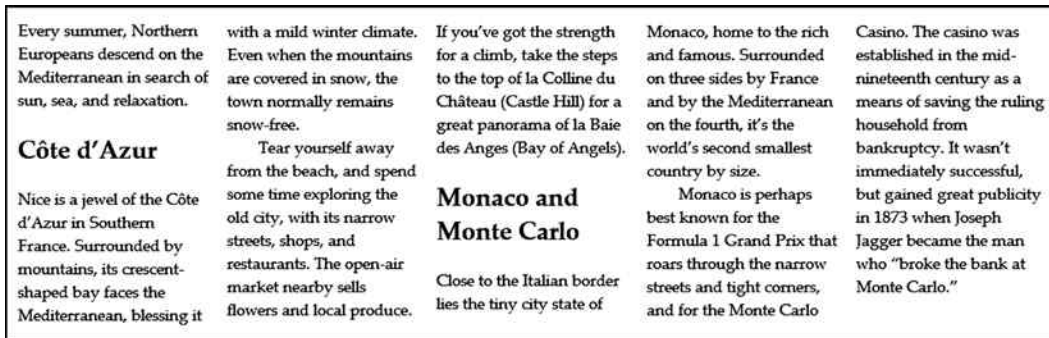 Every summer, Northern
Europeans descend on the
Mediterranean in search of
sun, sea, and relaxation.
Côte d’Azur
Nice is a jewel of the Côte
d’Azur in Southern
France. Surrounded by
mountains, its crescent-
shaped bay faces the
Mediterranean, blessing it
with a mild winter climate.
Even when the mountains
are covered in snow, the
town normally remains
snow-free.
Tear yourself away
from the beach, and spend
some time exploring the
old city, with its narrow
streets, shops, and
restaurants. The open-air
market nearby sells
flowers and local produce.
If you’ve got the strength
for a climb, take the steps
to the top of la Colline du
Château (Castle Hill) for a
great panorama of la Baie
des Anges (Bay of Angels).
Monaco and
Monte Carlo
Close to the Italian border
lies the tiny city state of
Monaco, home to the rich
and famous. Surrounded
on three sides by France
and by the Mediterranean
on the fourth, it’s the
world’s second smallest
country by size.
Monaco is perhaps
best known for the
Formula 1 Grand Prix that
roars through the narrow
streets and tight corners,
and for the Monte Carlo
Casino. The casino was
established in the mid-
nineteenth century as a
means of saving the ruling
household from
bankruptcy. It wasn’t
immediately successful,
but gained great publicity
in 1873 when Joseph
Jagger became the man
who “broke the bank at
Monte Carlo.”